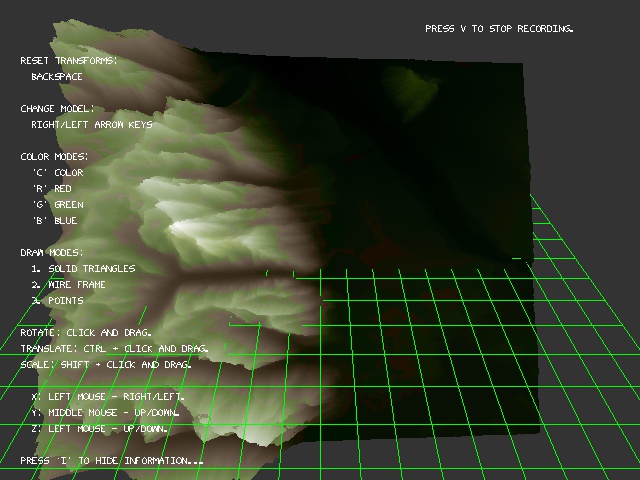 PRESS V TO STOP RECORDING.
RESET TRANSFORMS:
BACKSPACE
CHANGE MODEL:
RIGHT/LEFT ARROW KEYS
COLOR MODES:
'C' COLOR
'R' RED
'G' GREEN
'B' BLUE
DRAW MODES:
1. SOLID TRIANGLES
2. WIRE FRAME
3. POINTS
ROTATE: CLICK AND DRAG.
TRANSLATE: CTRL + CLICK AND DRAG.
SCALE: SHIFT + CLICK AND DRAG.
X: LEFT MOUSE - RIGHT/LEFT.
Y: MIDDLE MOUSE - UP/DOWN.
Z: LEFT MOUSE - UP/DOWN.
PRESS 'I' TO HIDE INFORMATION...